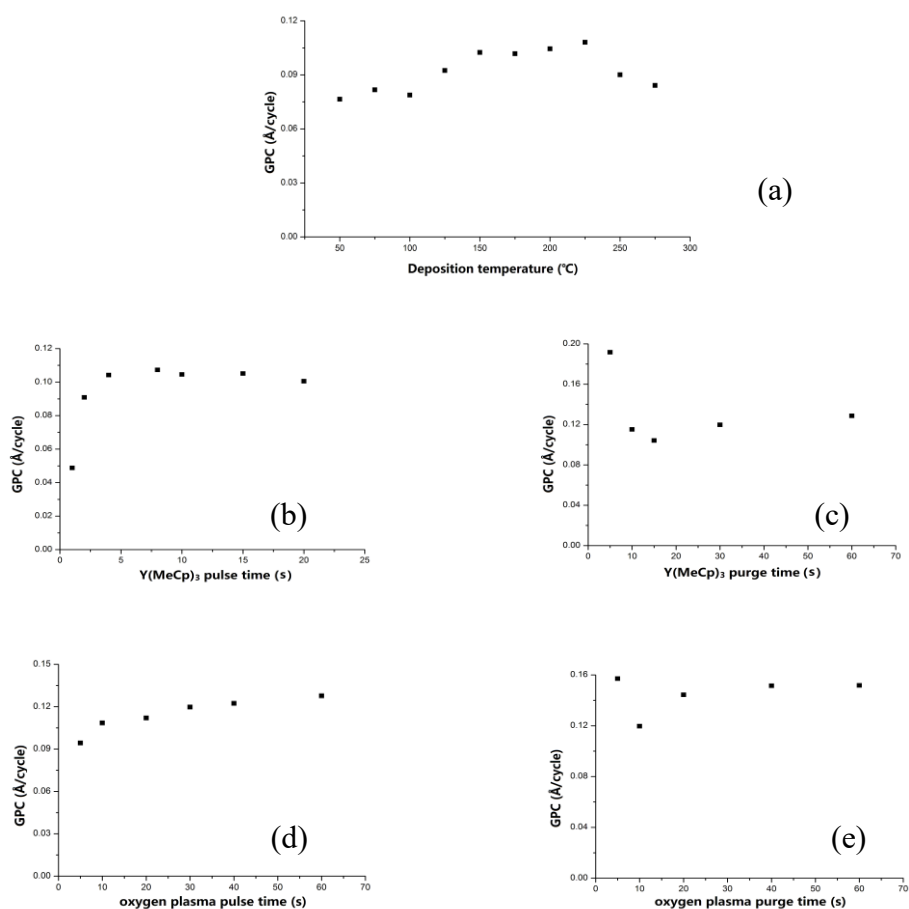 0.12
0.09
0.06
0.03
0.00
GPC (Å/cycle)
50 100 150 200 250 300
Deposition temperature (℃)
(a)
0.12
0.10
0.08
0.06
0.04
0.02
0.00
GPC (Å/cycle)
0 5 10 15 20 25
Y(MeCp)₃ pulse time (s)
(b)
0.20
0.16
0.12
0.08
0.04
0.00
GPC (Å/cycle)
0 10 20 30 40 50 60 70
Y(MeCp)₃ purge time (s)
(c)
0.15
0.12
0.09
0.06
0.03
0.00
GPC (Å/cycle)
0 10 20 30 40 50 60 70
oxygen plasma pulse time (s)
(d)
0.16
0.12
0.08
0.04
0.00
GPC (Å/cycle)
0 10 20 30 40 50 60 70
oxygen plasma purge time (s)
(e)